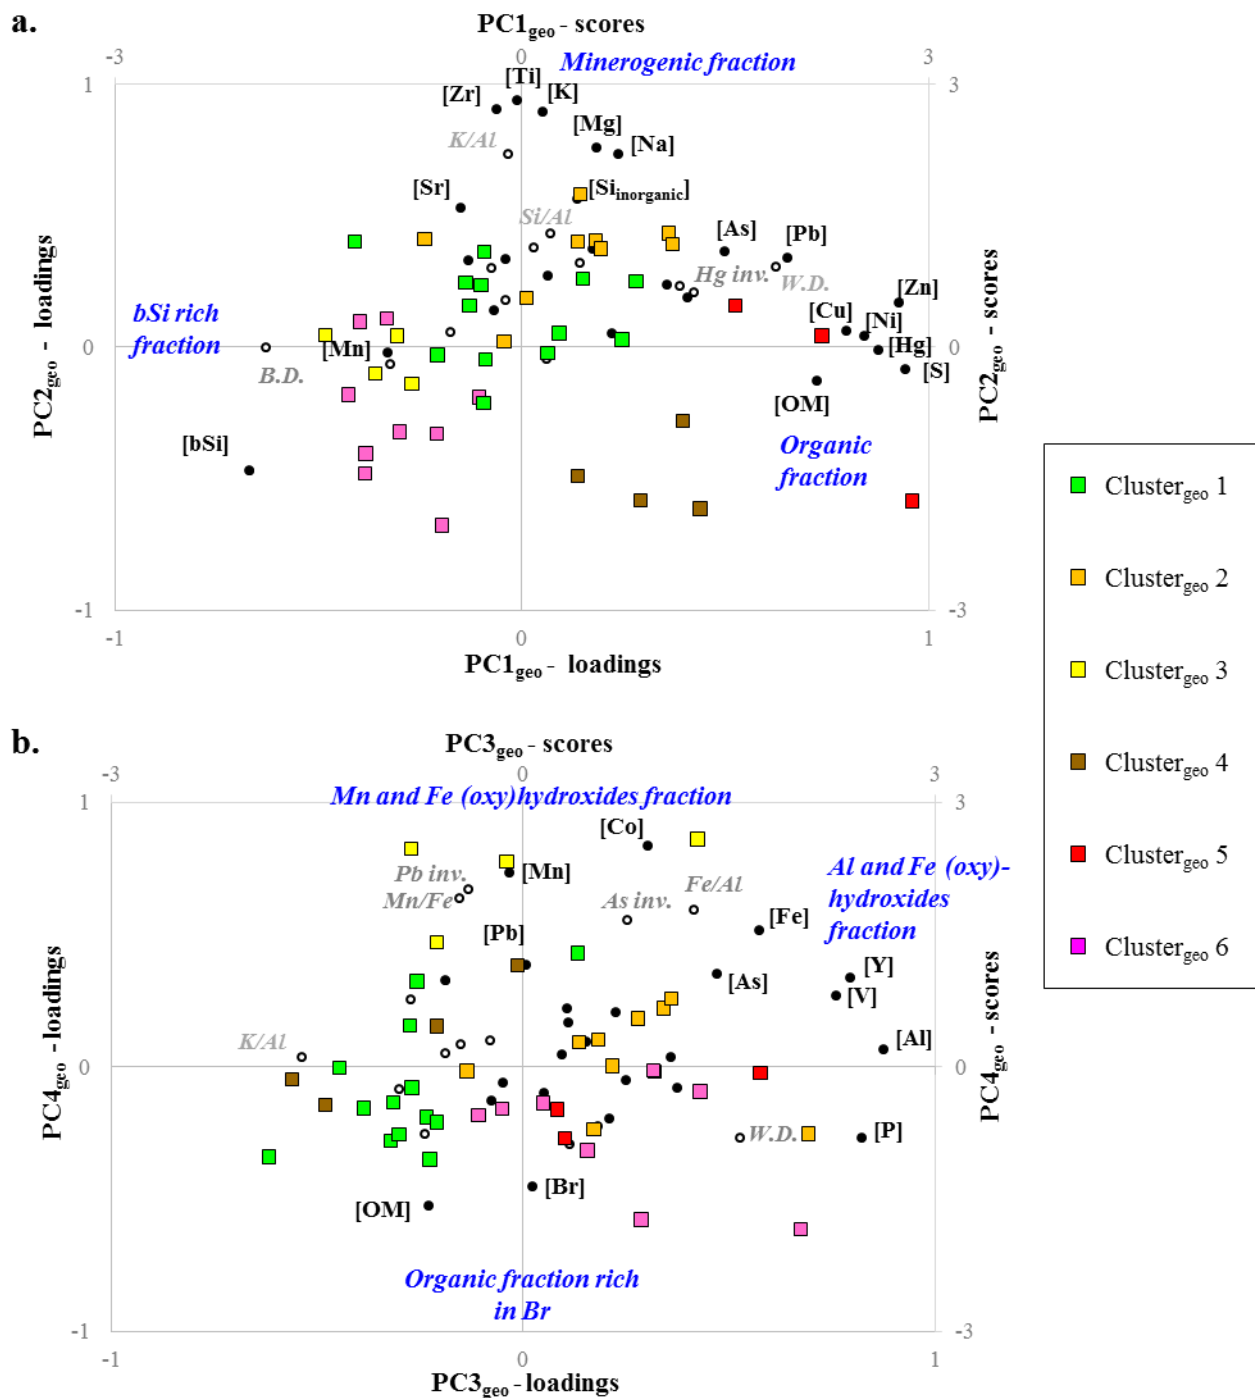 a.
PC1geo - scores
-3
0
3
Minerogenic fraction
1
3
[Ti]
[Zr]
[K]
[Mg]
K/Al
[Na]
[Sr]
[Siinorganic]
Si/Al
[As]
[Pb]
Hg inv.
W.D.
[Zn]
bSi rich
fraction
[Cu]
[Ni]
0
[Mn]
[Hg]
0
B.D.
[S]
[OM]
PC2geo - loadings
PC2geo - scores
[bSi]
Organic
fraction
-1
-3
-1
0
1
PC1geo - loadings
Clustergeo 1
Clustergeo 2
Clustergeo 3
Clustergeo 4
Clustergeo 5
Clustergeo 6
b.
PC3geo - scores
-3
0
3
Mn and Fe (oxy)hydroxides fraction
1
3
[Co]
Pb inv.
[Mn]
Mn/Fe
As inv.
Fe/Al
Al and Fe (oxy)-
hydroxides
fraction
[Fe]
[Pb]
[As]
[Y]
[V]
K/Al
[Al]
0
0
PC4geo - loadings
PC4geo - scores
W.D.
[P]
[Br]
[OM]
Organic fraction rich
in Br
-1
-3
-1
0
1
PC3geo - loadings